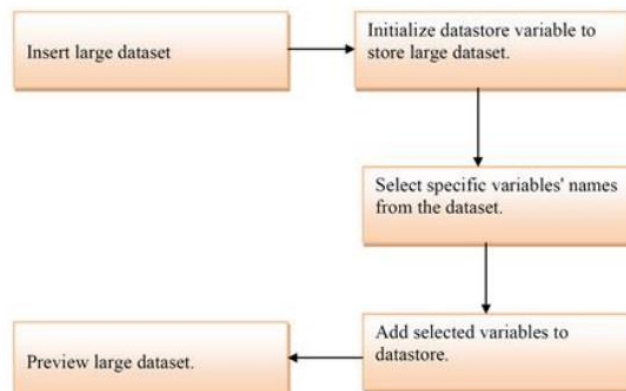 Insert large dataset
Initialize datastore variable to
store large dataset.
Select specific variables' names
from the dataset.
Add selected variables to
datastore.
Preview large dataset.